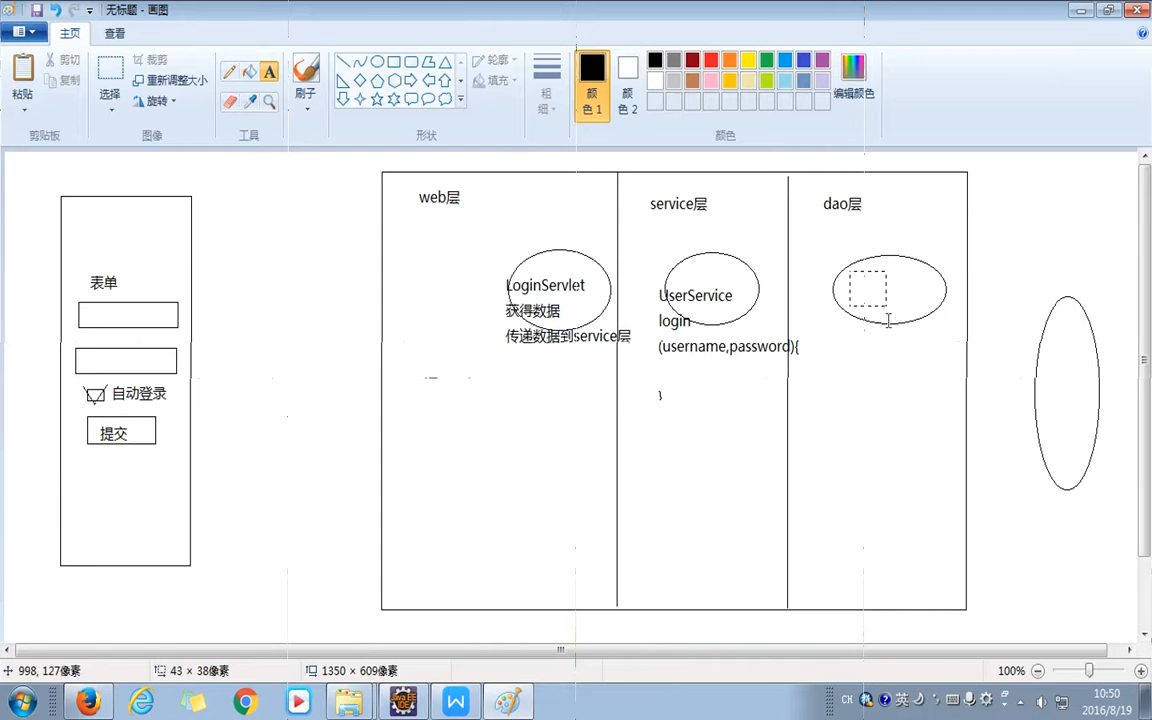 无标题 - 画图
主页
查看
粘贴
剪切
复制
剪贴板
选择
裁剪
重新调整大小
旋转
图像
A
工具
刷子
轮廓
填充
形状
粗
细
颜
色 1
颜
色 2
编辑颜色
颜色
web层
service层
dao层
表单
自动登录
提交
LoginServlet
获得数据
传递数据到service层
UserService
login
(username,password){
}
998, 127像素
43 × 38像素
1350 × 609像素
100%
CH
英
10:50
2016/8/19